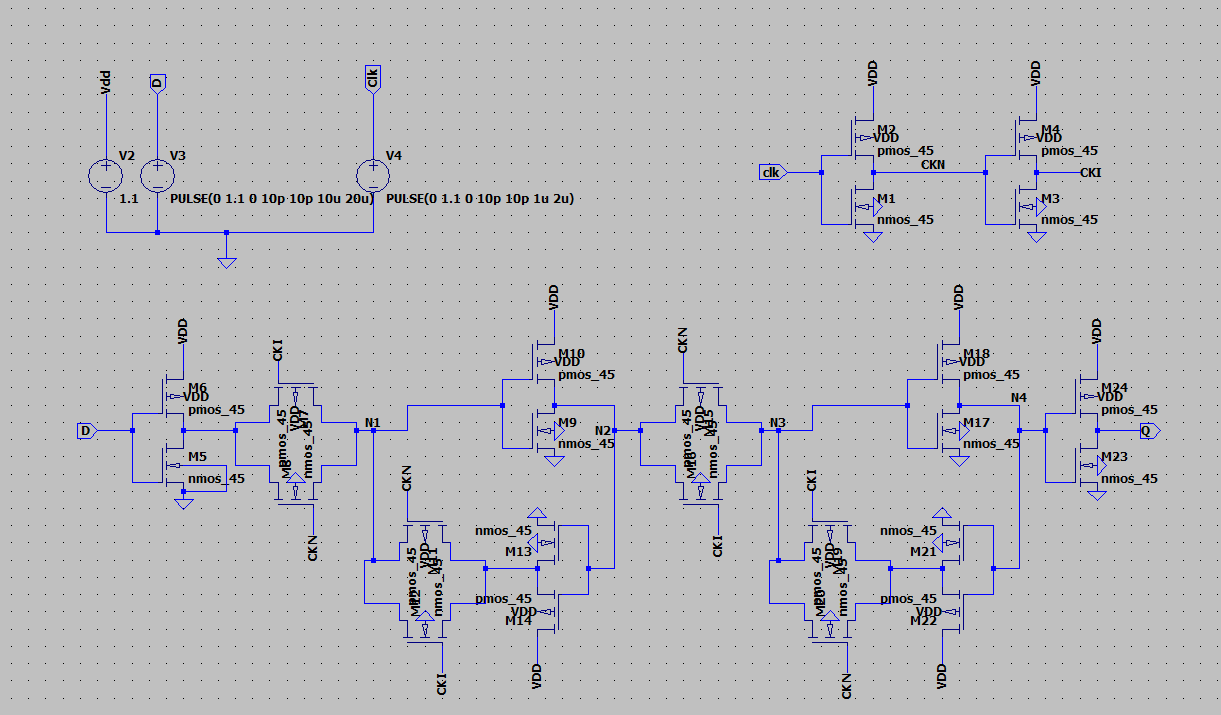 Vdd
D
Clk
V2
V3
V4
1.1
PULSE(0 1.1 0 10p 10p 10u 20u)
PULSE(0 1.1 0 10p 10p 1u 2u)
VDD
VDD
M2
VDD
pmos_45
M4
VDD
pmos_45
clk
CKN
CKI
M1
nmos_45
M3
nmos_45
VDD
M6
VDD
pmos_45
D
M5
nmos_45
CKI
pmos_45
VDD
M7
nmos_45
M8
CKN
N1
VDD
M10
VDD
pmos_45
M9
nmos_45
N2
CKN
pmos_45
VDD
M11
nmos_45
M12
CKI
nmos_45
M13
pmos_45
VDD
M14
VDD
CKN
pmos_45
VDD
M15
nmos_45
M16
CKI
N3
VDD
M18
VDD
pmos_45
M17
nmos_45
N4
CKI
pmos_45
VDD
M19
nmos_45
M20
CKN
nmos_45
M21
pmos_45
VDD
M22
VDD
VDD
M24
VDD
pmos_45
Q
M23
nmos_45